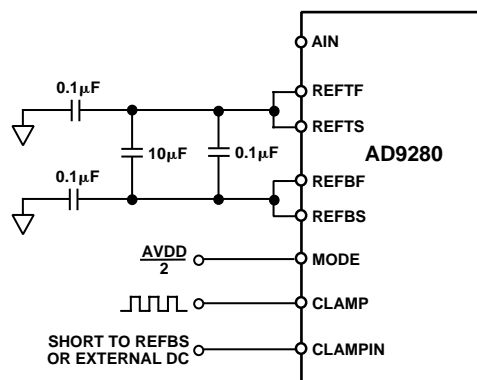 AIN
0.1µF
REFTF
REFTS
10µF
0.1µF
AD9280
0.1µF
REFBF
REFBS
AVDD
2
MODE
CLAMP
SHORT TO REFBS
OR EXTERNAL DC
CLAMPIN